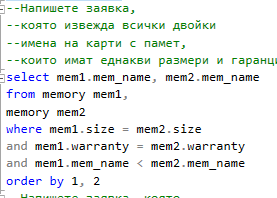 --Напишете заявка,
--която извежда всички двойки
--имена на карти с памет,
--които имат еднакви размери и гаранц
select mem1.mem_name, mem2.mem_name
from memory mem1,
memory mem2
where mem1.size = mem2.size
and mem1.warranty = mem2.warranty
and mem1.mem_name < mem2.mem_name
order by 1, 2
--Напишете заявка, която